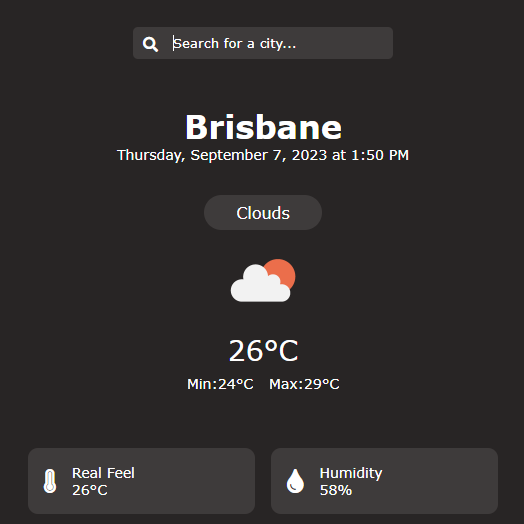 Search for a city...
Brisbane
Thursday, September 7, 2023 at 1:50 PM
Clouds
26°C
Min:24°C Max:29°C
Real Feel
26°C
Humidity
58%